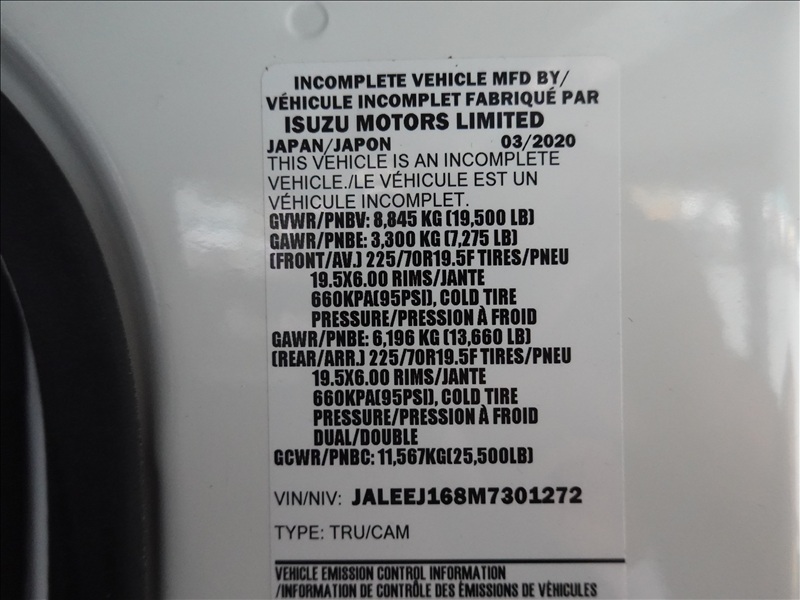 INCOMPLETE VEHICLE MFD BY/
VÉHICULE INCOMPLET FABRIQUÉ PAR
ISUZU MOTORS LIMITED
JAPAN/JAPON 03/2020
THIS VEHICLE IS AN INCOMPLETE
VEHICLE./LE VÉHICULE EST UN
VÉHICULE INCOMPLET.
GVWR/PNBV: 8,845 KG (19,500 LB)
GAWR/PNBE: 3,300 KG (7,275 LB)
(FRONT/AV.) 225/70R19.5F TIRES/PNEU
19.5X6.00 RIMS/JANTE
660KPA(95PSI), COLD TIRE
PRESSURE/PRESSION À FROID
GAWR/PNBE: 6,196 KG (13,660 LB)
(REAR/ARR.) 225/70R19.5F TIRES/PNEU
19.5X6.00 RIMS/JANTE
660KPA(95PSI), COLD TIRE
PRESSURE/PRESSION À FROID
DUAL/DOUBLE
GCWR/PNBC: 11,567KG(25,500LB)
VIN/NIV: JALEEJ168M7301272
TYPE: TRU/CAM
VEHICLE EMISSION CONTROL INFORMATION
/INFORMATION DE CONTRÔLE DES ÉMISSIONS DE VÉHICULES